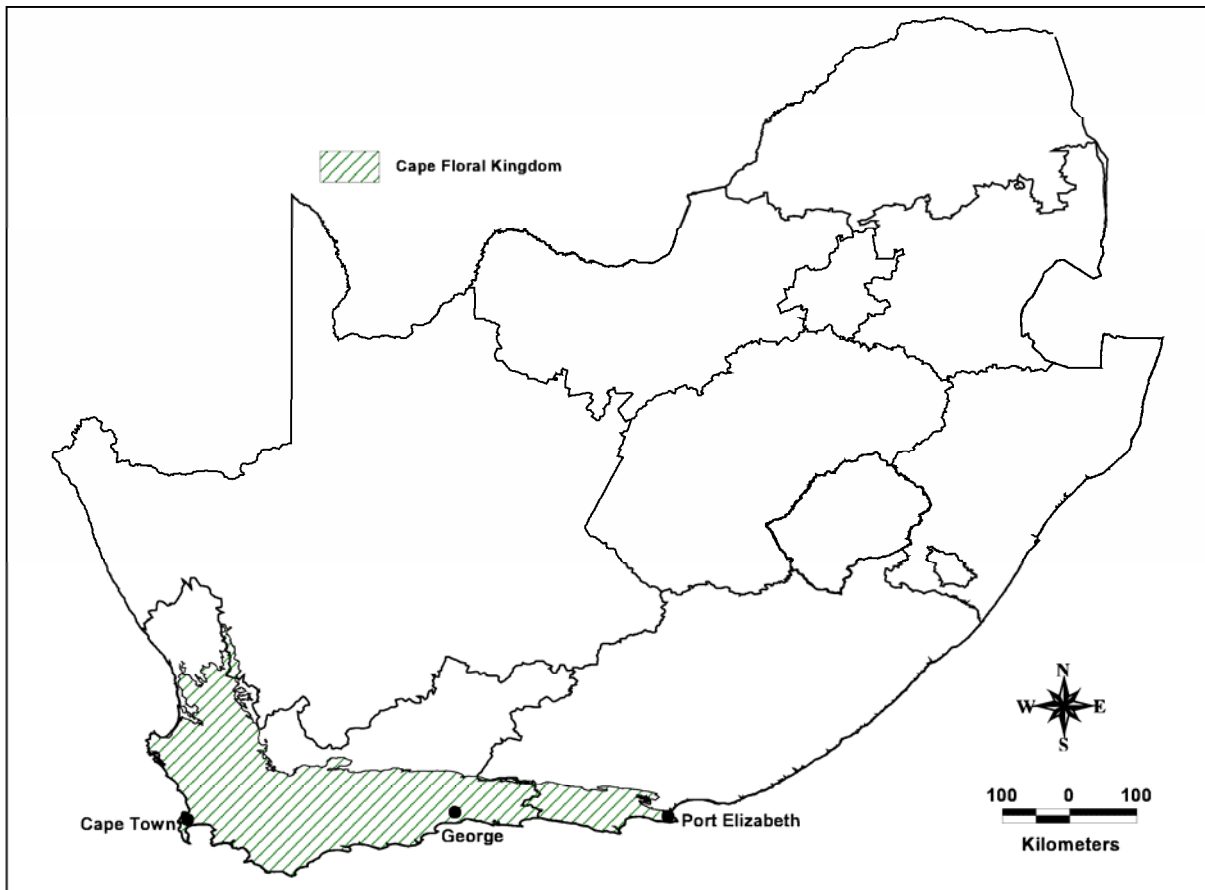 Cape Floral Kingdom
Cape Town
George
Port Elizabeth
N
W E
S
100 0 100
Kilometers